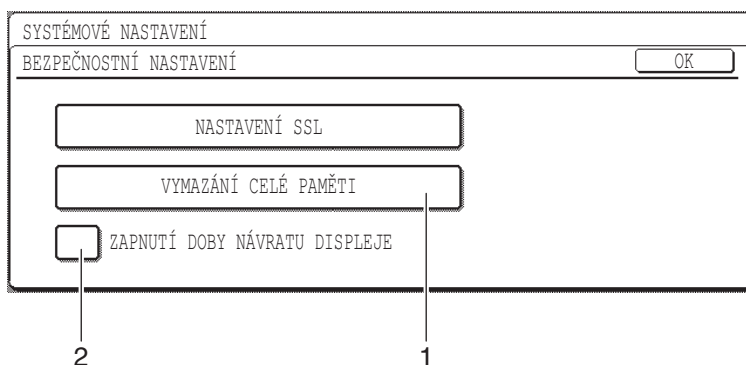 SYSTÉMOVÉ NASTAVENÍ
BEZPEČNOSTNÍ NASTAVENÍ OK
NASTAVENÍ SSL
VYMAZÁNÍ CELÉ PAMĚTI
ZAPNUTÍ DOBY NÁVRATU DISPLEJE
2 1